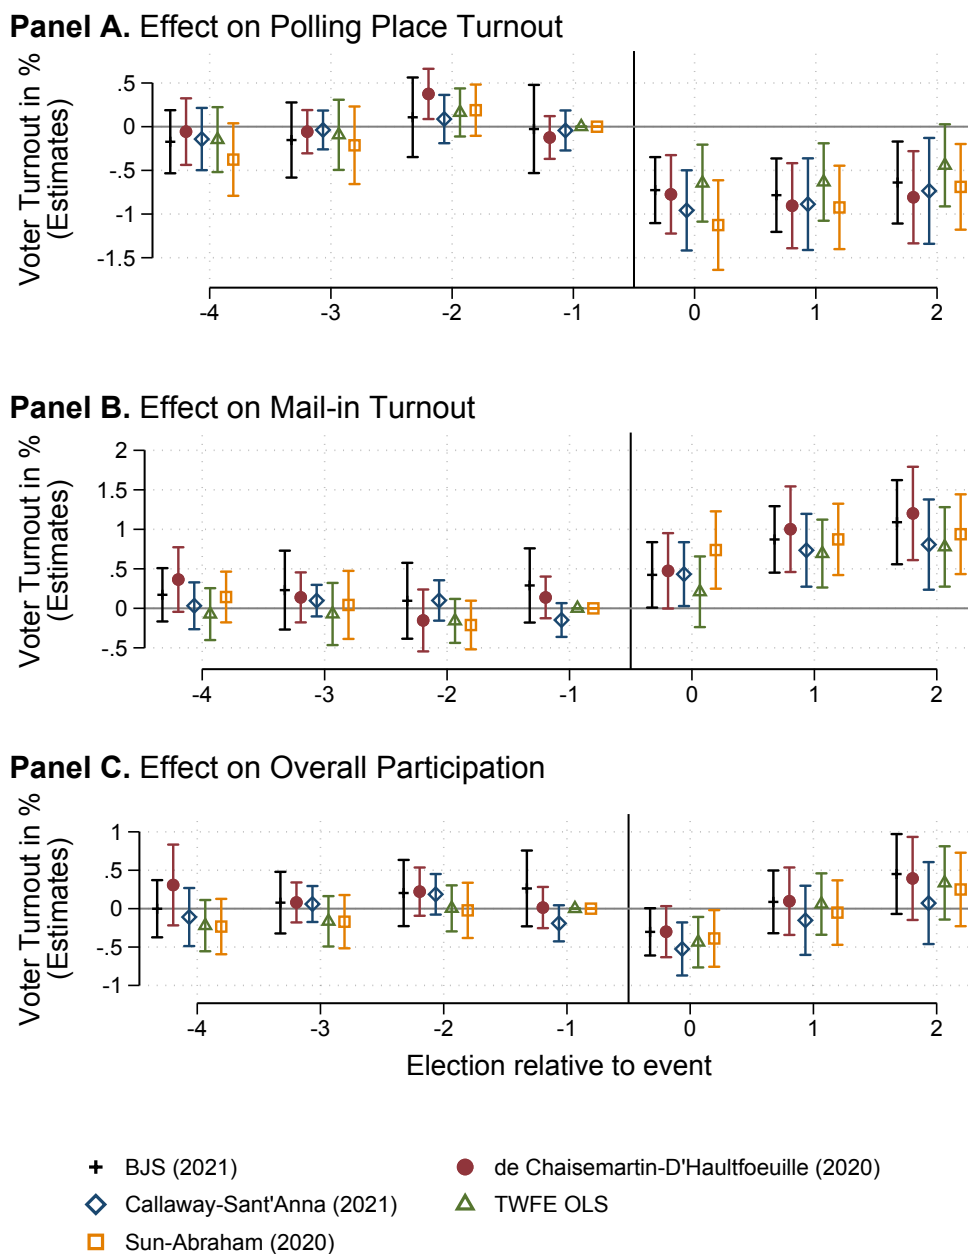 Panel A. Effect on Polling Place Turnout
Voter Turnout in %
(Estimates)
.5
0
-.5
-1
-1.5
-4 -3 -2 -1 0 1 2
Panel B. Effect on Mail-in Turnout
Voter Turnout in %
(Estimates)
2
1.5
1
.5
0
-.5
-4 -3 -2 -1 0 1 2
Panel C. Effect on Overall Participation
Voter Turnout in %
(Estimates)
1
.5
0
-.5
-1
-4 -3 -2 -1 0 1 2
Election relative to event
BJS (2021) de Chaisemartin-D'Haultfoeuille (2020)
Callaway-Sant'Anna (2021) TWFE OLS
Sun-Abraham (2020)